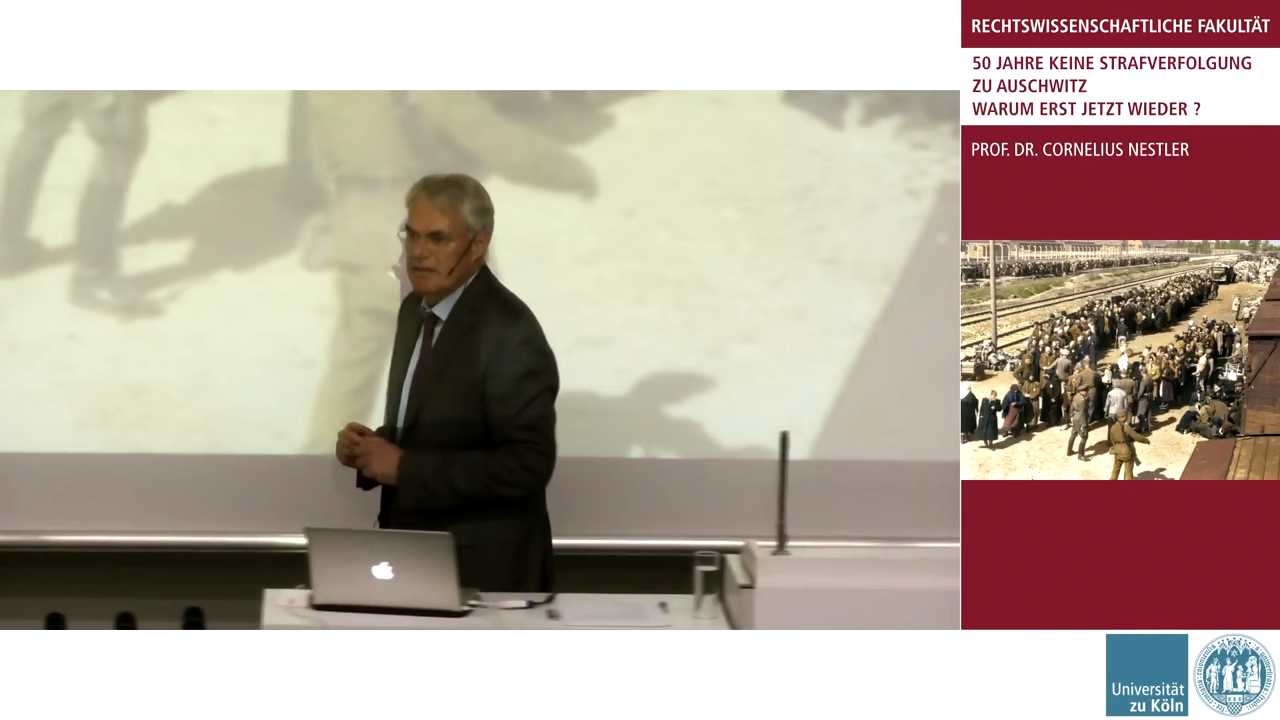 RECHTSWISSENSCHAFTLICHE FAKULTÄT
50 JAHRE KEINE STRAFVERFOLGUNG
ZU AUSCHWITZ
WARUM ERST JETZT WIEDER ?
PROF. DR. CORNELIUS NESTLER
Universität
zu Köln